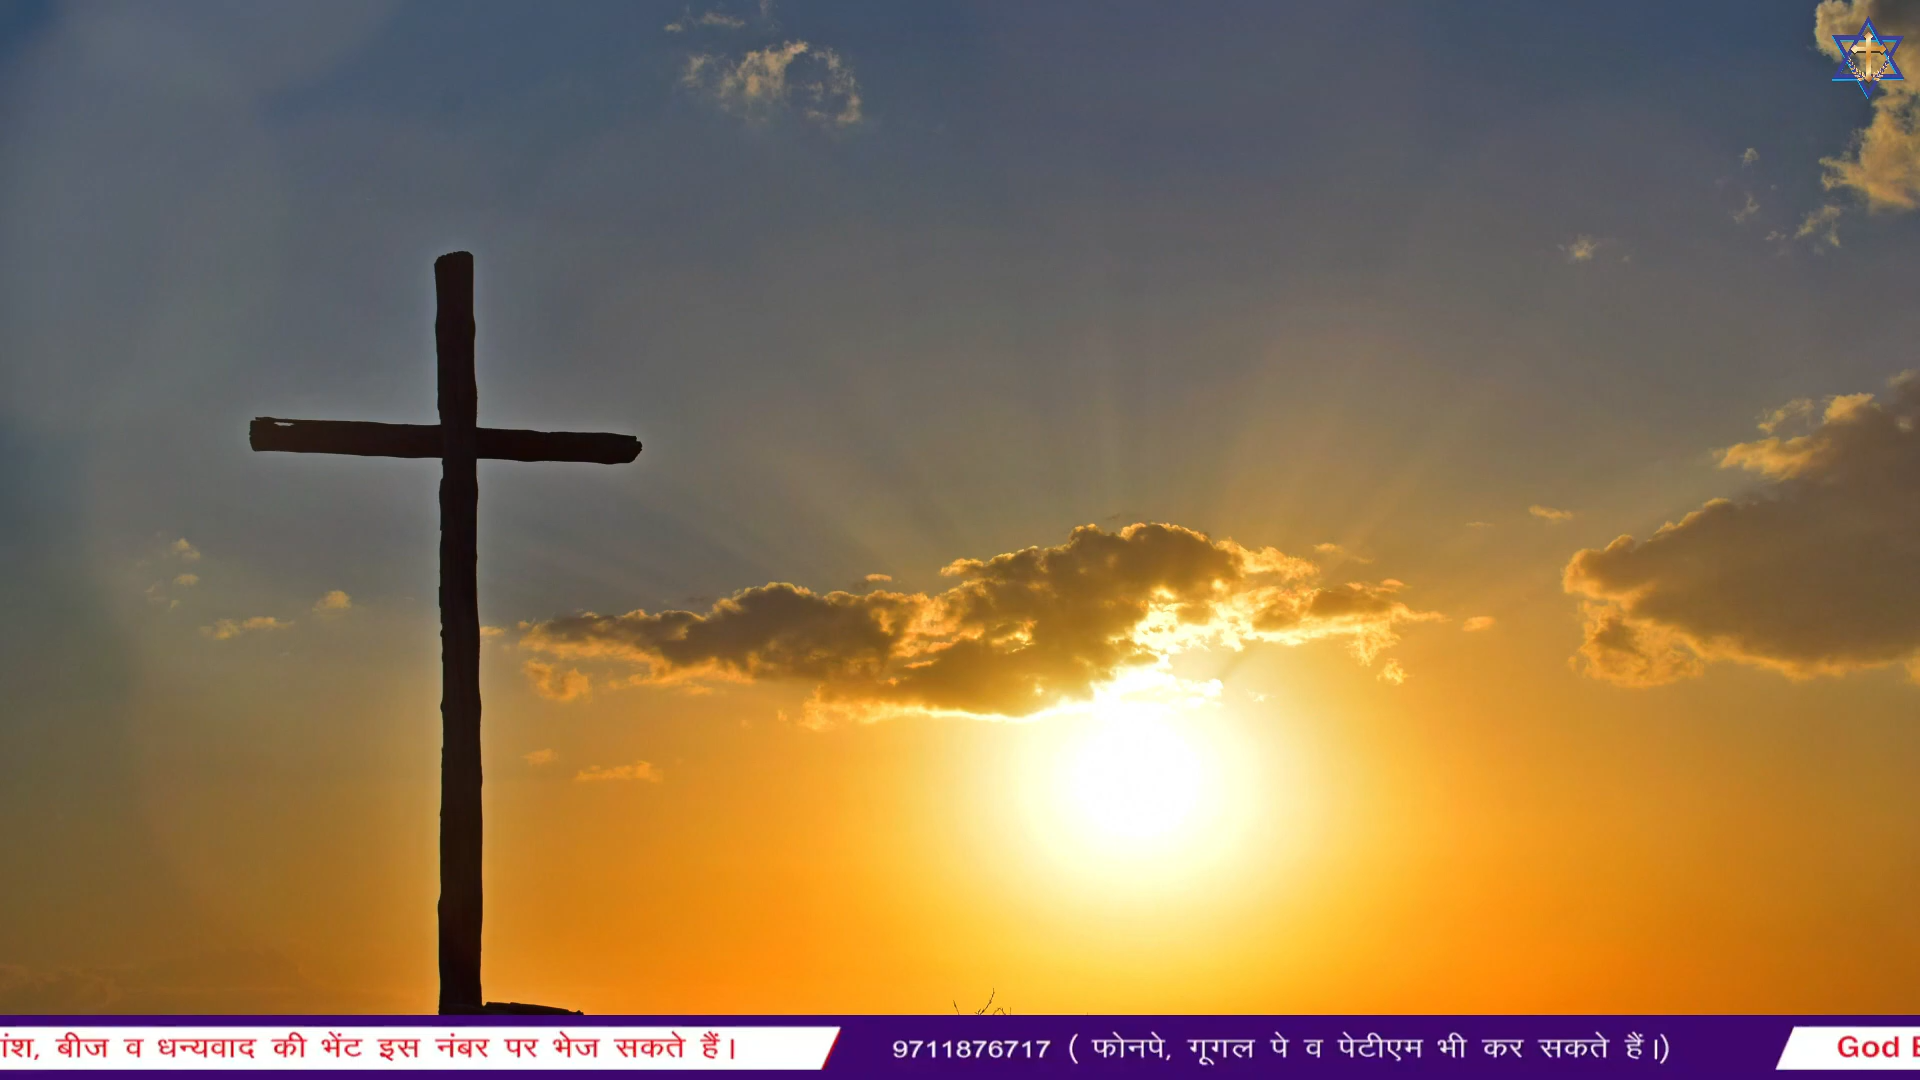 बीज व धन्यवाद की भेंट इस नंबर पर भेज सकते हैं। 9711876717 ( फोनपे, गूगल पे व पेटीएम भी कर सकते हैं।) God